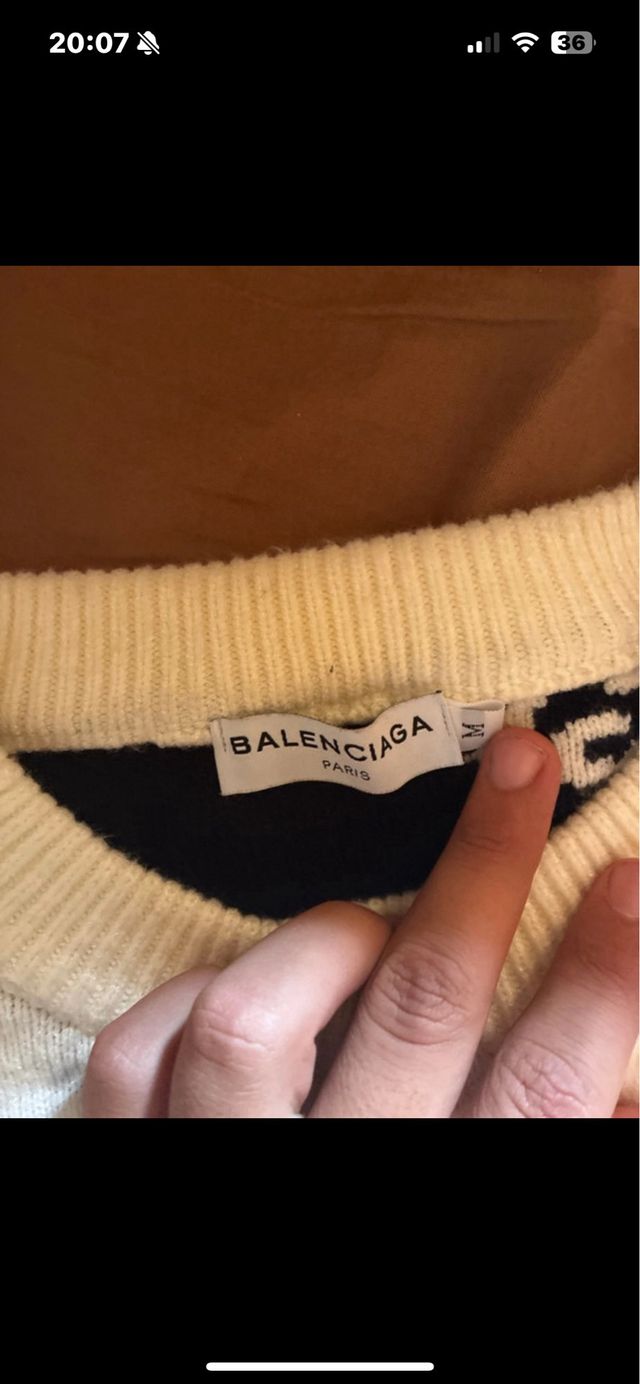 20:07
36
BALENCIAGA
PARIS
M
G